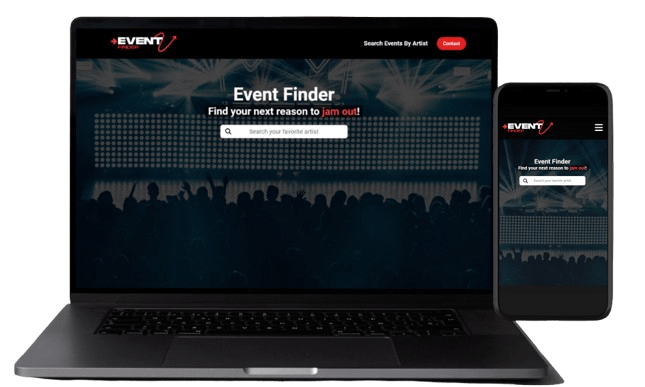 EVENT
FINDER
Search Events By Artist
Contact
Event Finder
Find your next reason to jam out!
Search your favorite artist
EVENT
FINDER
Event Finder
Find your next reason to jam out!
Search your favorite artist